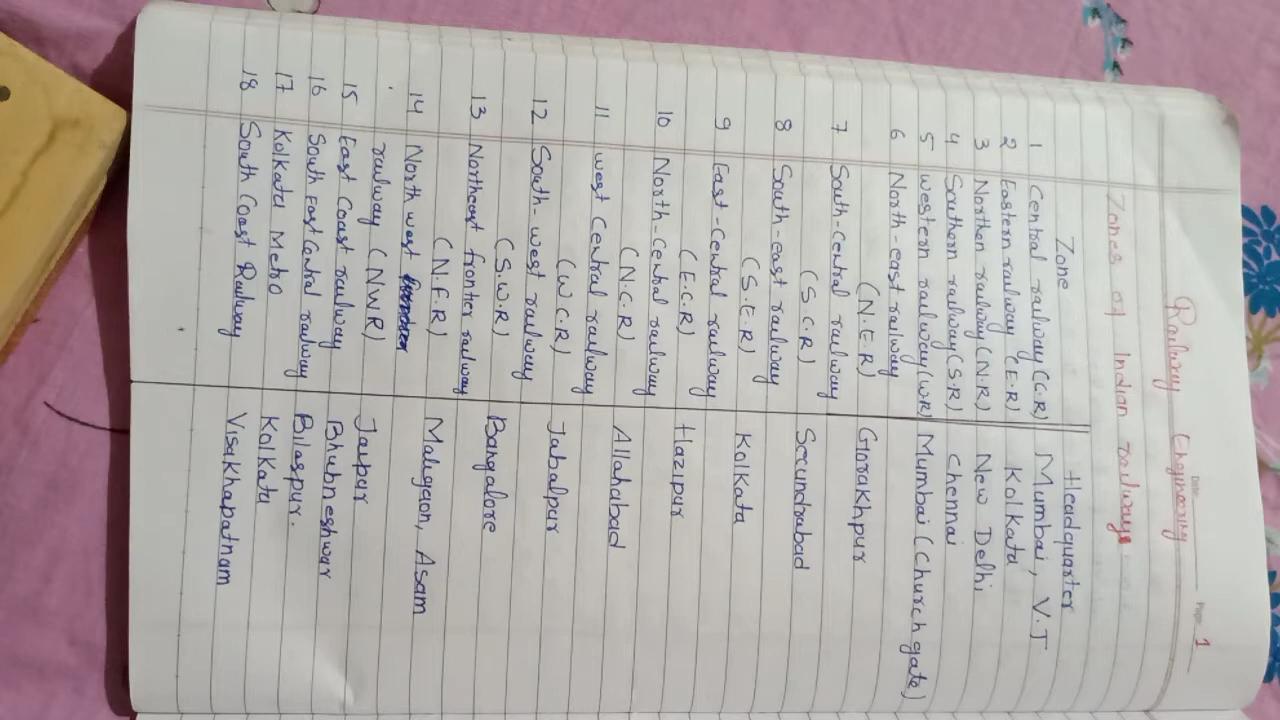 Date:
Page: 1
Railway Engineering
Zones of Indian railways
Zone Headquarter
1 Central railway (C.R) Mumbai, V.T
2 Eastern railway (E.R) Kolkata
3 Northen railway (N.R) New Delhi
4 Southern railway (S.R) Chennai
5 western railway (W.R) Mumbai (Church gate)
6 North-east railway
(N.E.R) Gorakhpur
7 South-central railway
(S.C.R) Secundrabad
8 South-east railway
(S.E.R) Kolkata
9 East-central railway
(E.C.R) Hazipur
10 North-central railway
(N.C.R) Allahabad
11 west Central railway
(W.C.R) Jabalpur
12 South-west railway
(S.W.R) Bangalore
13 Northeast fronter railway
(N.F.R) Malegaon, Asam
14 North west
railway (NWR) Jaipur
15 East Coast railway Bhubneshwar
16 South East Central railway Bilaspur.
17 Kolkata Metro Kolkata
18 South Coast Railway Visakhapatnam